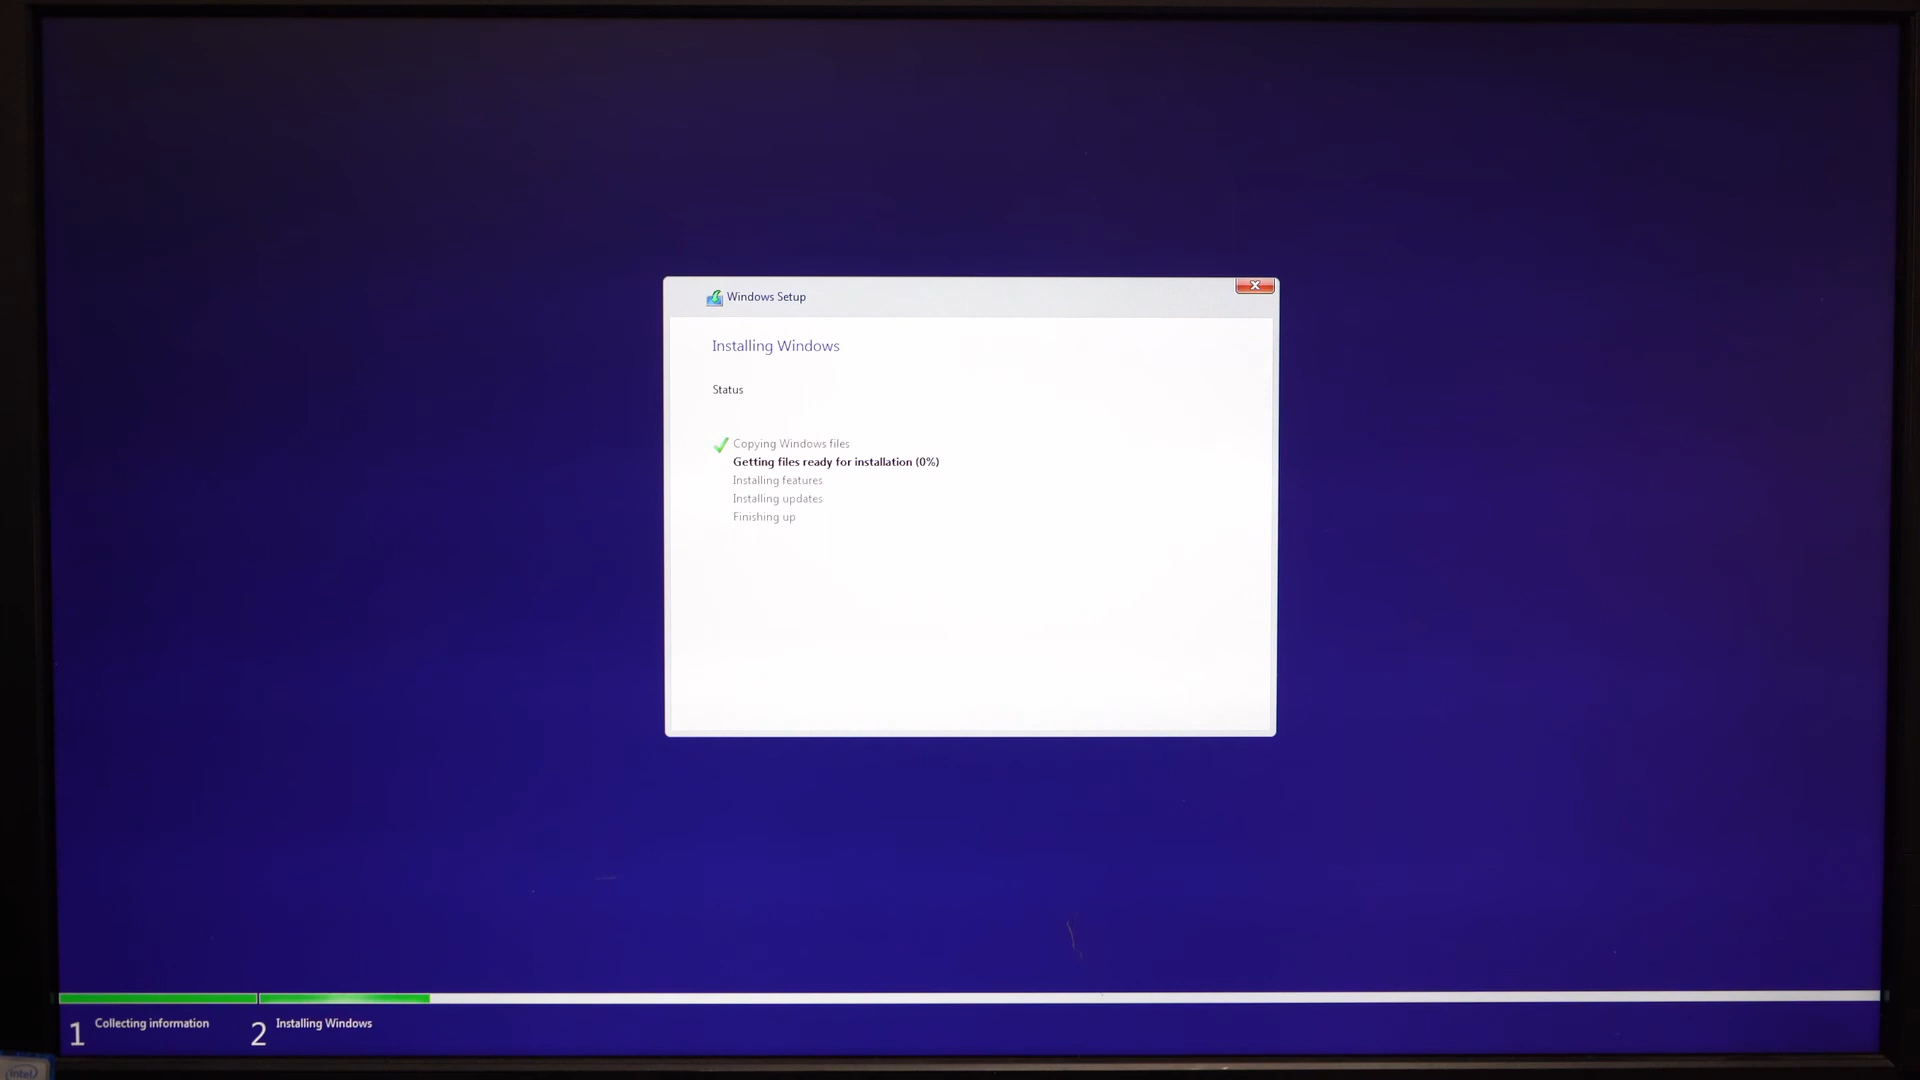 Windows Setup
Installing Windows
Status
Copying Windows files
Getting files ready for installation (0%)
Installing features
Installing updates
Finishing up
1 Collecting information
2 Installing Windows
intel